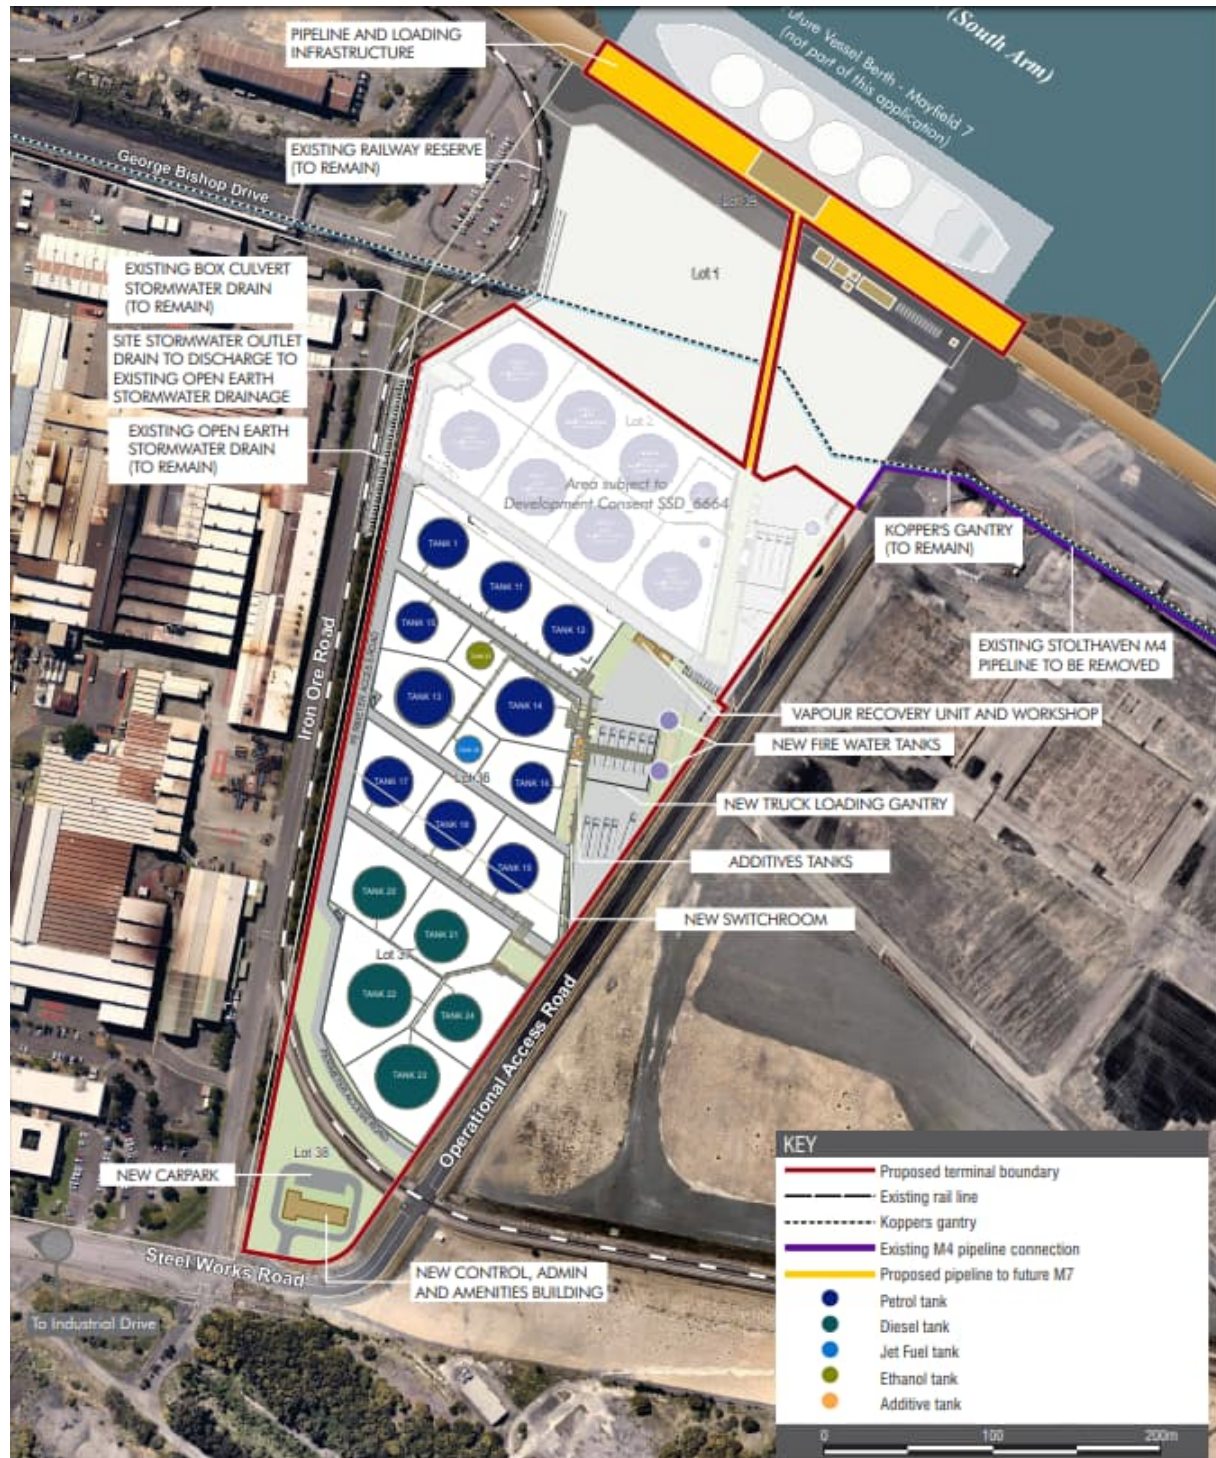 (South Arm)
Future Vessel Berth - Mayfield 7
(not part of this application)
PIPELINE AND LOADING
INFRASTRUCTURE
EXISTING RAILWAY RESERVE
(TO REMAIN)
George Bishop Drive
Lot 1
EXISTING BOX CULVERT
STORMWATER DRAIN
(TO REMAIN)
SITE STORMWATER OUTLET
DRAIN TO DISCHARGE TO
EXISTING OPEN EARTH
STORMWATER DRAINAGE
EXISTING OPEN EARTH
STORMWATER DRAIN
(TO REMAIN)
Lot 2
Area subject to
Development Consent SSD_6664
KOPPER'S GANTRY
(TO REMAIN)
EXISTING STOLTHAVEN M4
PIPELINE TO BE REMOVED
TANK 1
TANK 11
TANK 12
TANK 15
TANK 13
TANK 14
Lot 36
TANK 17
TANK 16
TANK 18
TANK 19
Iron Ore Road
VAPOUR RECOVERY UNIT AND WORKSHOP
NEW FIRE WATER TANKS
NEW TRUCK LOADING GANTRY
ADDITIVES TANKS
NEW SWITCHROOM
TANK 20
TANK 21
TANK 22
TANK 24
TANK 23
Operational Access Road
Lot 38
NEW CARPARK
Steel Works Road
NEW CONTROL, ADMIN
AND AMENITIES BUILDING
To Industrial Drive
KEY
Proposed terminal boundary
Existing rail line
Koppers gantry
Existing M4 pipeline connection
Proposed pipeline to future M7
Petrol tank
Diesel tank
Jet Fuel tank
Ethanol tank
Additive tank
0 100 200m